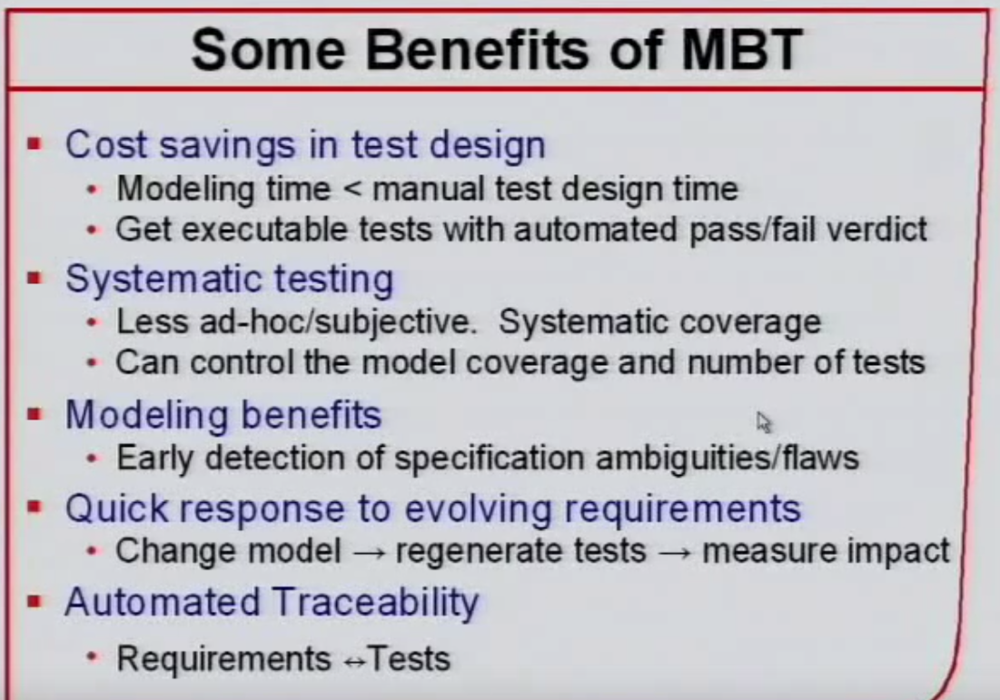 Some Benefits of MBT
Cost savings in test design
Modeling time < manual test design time
Get executable tests with automated pass/fail verdict
Systematic testing
Less ad-hoc/subjective. Systematic coverage
Can control the model coverage and number of tests
Modeling benefits
Early detection of specification ambiguities/flaws
Quick response to evolving requirements
Change model → regenerate tests → measure impact
Automated Traceability
Requirements ↔Tests